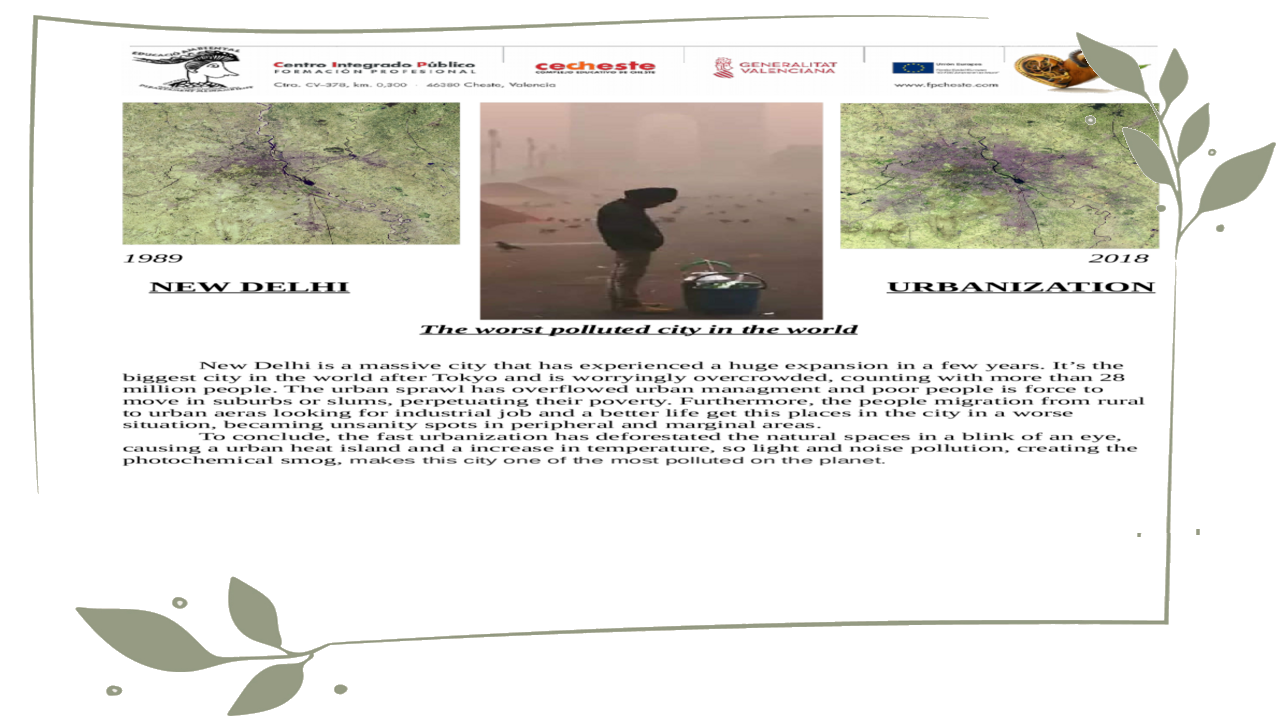 EDUCACIÓ AMBIENTAL
Centro Integrado Público
FORMACIÓN PROFESIONAL
Ctra. CV-378, km. 0,300 · 46380 Cheste, Valencia
cecheste
COMPLEJO EDUCATIVO DE CHESTE
GENERALITAT
VALENCIANA
Unión Europea
www.fpcheste.com
1989
2018
NEW DELHI
URBANIZATION
The worst polluted city in the world
New Delhi is a massive city that has experienced a huge expansion in a few years. It’s the
biggest city in the world after Tokyo and is worryingly overcrowded, counting with more than 28
million people. The urban sprawl has overflowed urban managment and poor people is force to
move in suburbs or slums, perpetuating their poverty. Furthermore, the people migration from rural
to urban aeras looking for industrial job and a better life get this places in the city in a worse
situation, becaming unsanity spots in peripheral and marginal areas.
To conclude, the fast urbanization has deforestated the natural spaces in a blink of an eye,
causing a urban heat island and a increase in temperature, so light and noise pollution, creating the
photochemical smog, makes this city one of the most polluted on the planet.